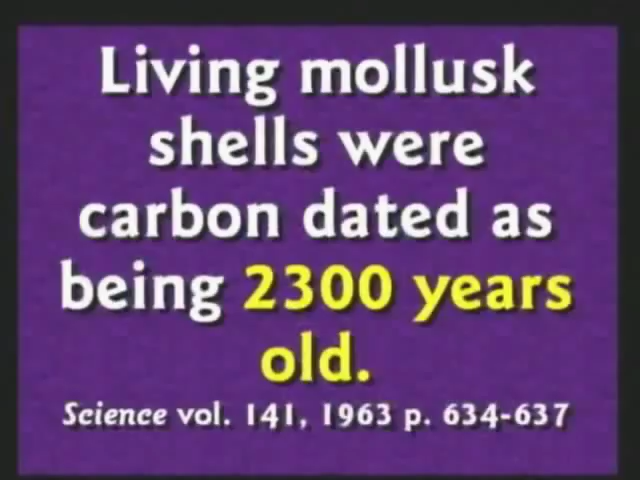 Living mollusk
shells were
carbon dated as
being 2300 years
old.
Science vol. 141, 1963 p. 634-637